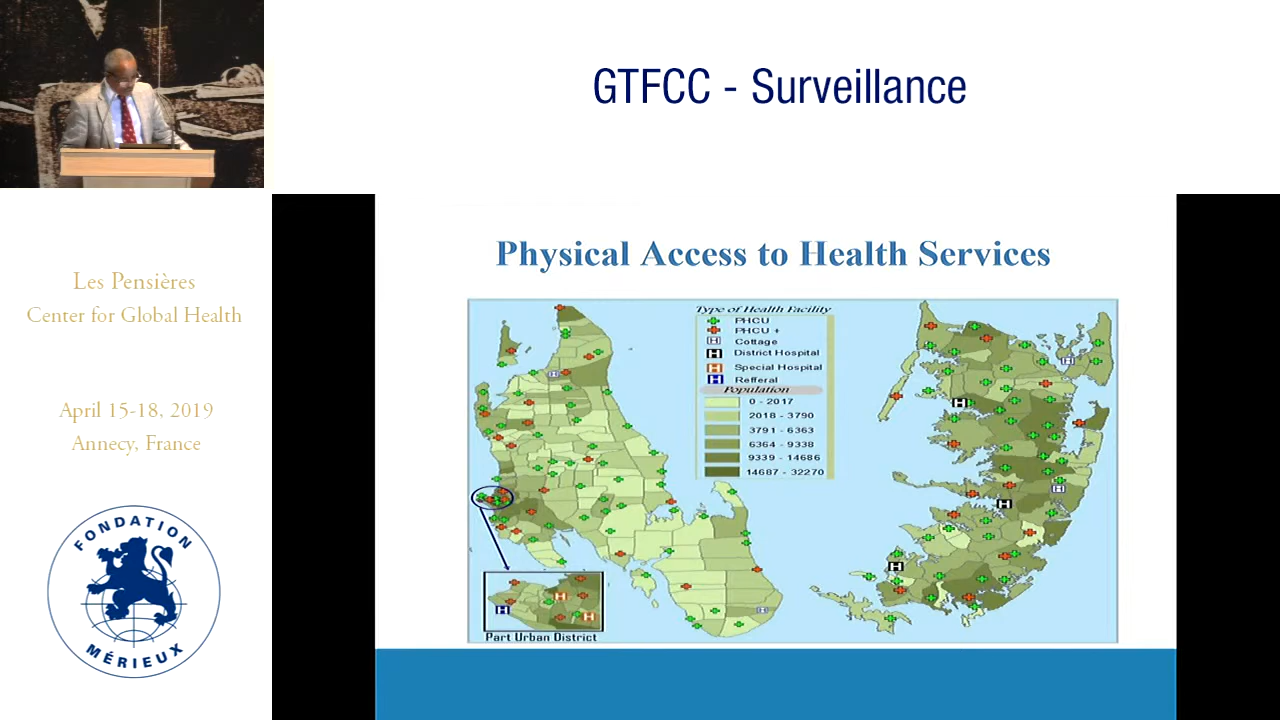 GTFCC - Surveillance
Les Pensières
Center for Global Health
April 15-18, 2019
Annecy, France
FONDATION
MÉRIEUX
Physical Access to Health Services
Type of Health Facility
PHCU
PHCU +
H Cottage
H District Hospital
H Special Hospital
H Refferal
Population
0 - 2017
2018 - 3790
3791 - 6363
6364 - 9338
9339 - 14686
14687 - 32270
Part Urban District